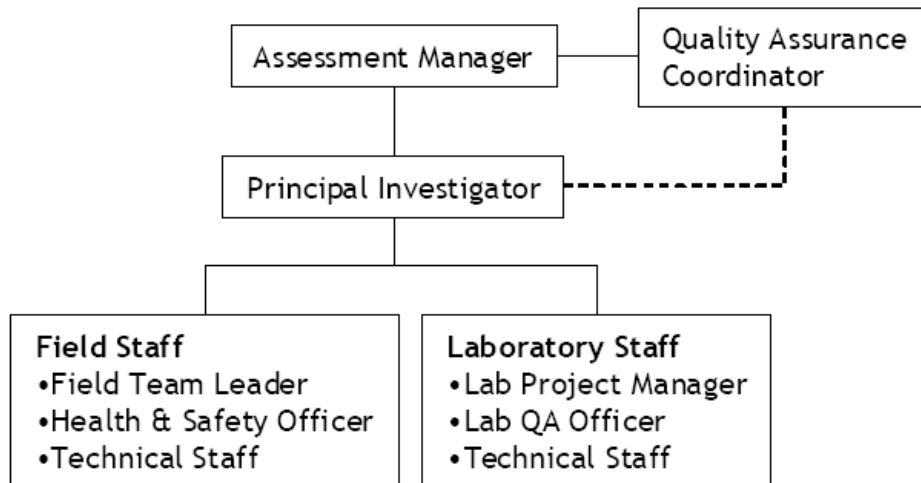 Assessment Manager
Quality Assurance
Coordinator
Principal Investigator
Field Staff
•Field Team Leader
•Health & Safety Officer
•Technical Staff
Laboratory Staff
•Lab Project Manager
•Lab QA Officer
•Technical Staff